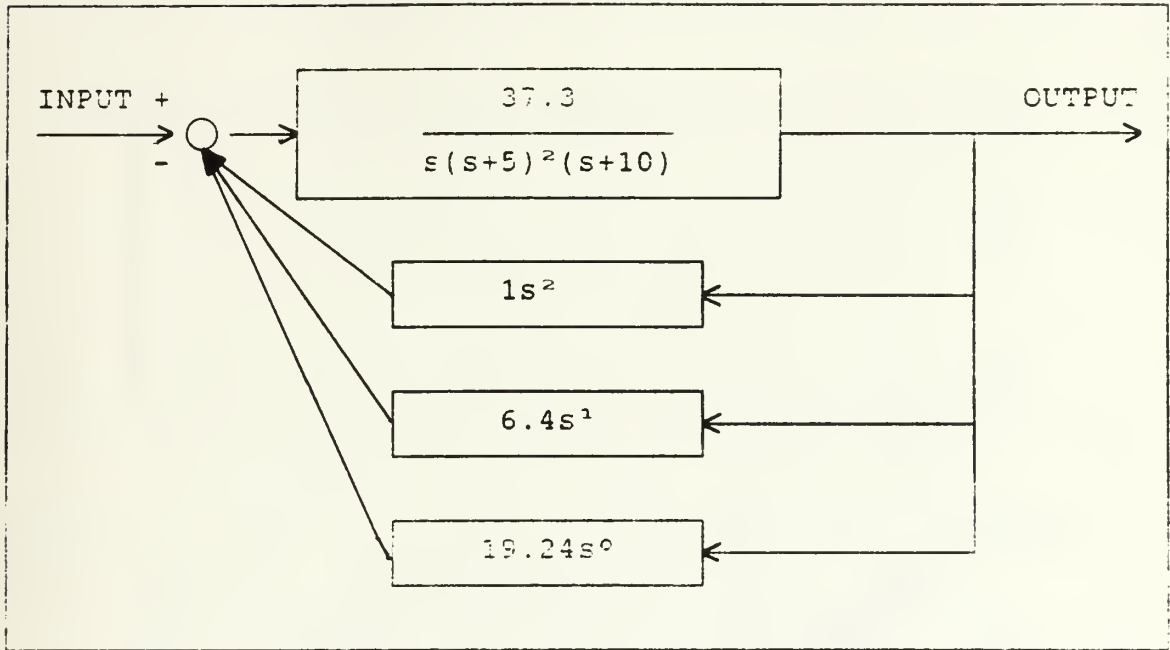 INPUT +
-
37.3
s(s+5)²(s+10)
OUTPUT
1s²
6.4s¹
19.24s⁰